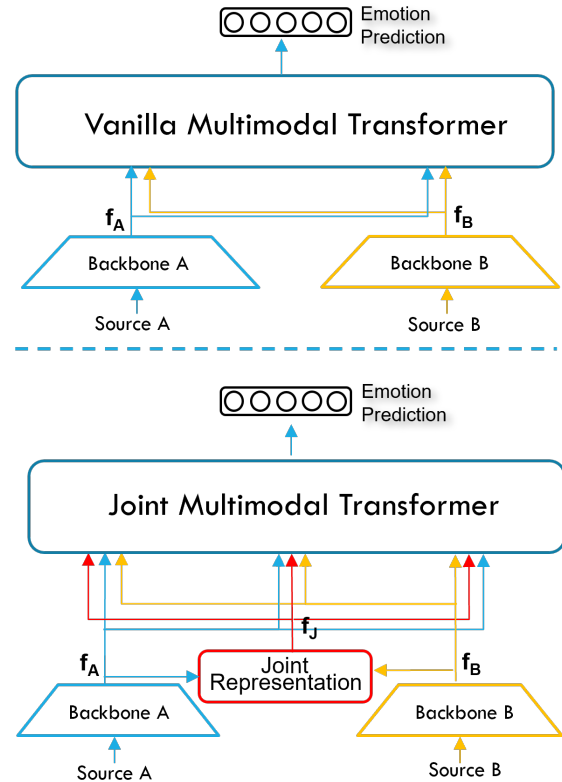 Emotion
Prediction
Vanilla Multimodal Transformer
fA
fB
Backbone A
Backbone B
Source A
Source B
Emotion
Prediction
Joint Multimodal Transformer
fJ
fA
fB
Joint
Representation
Backbone A
Backbone B
Source A
Source B